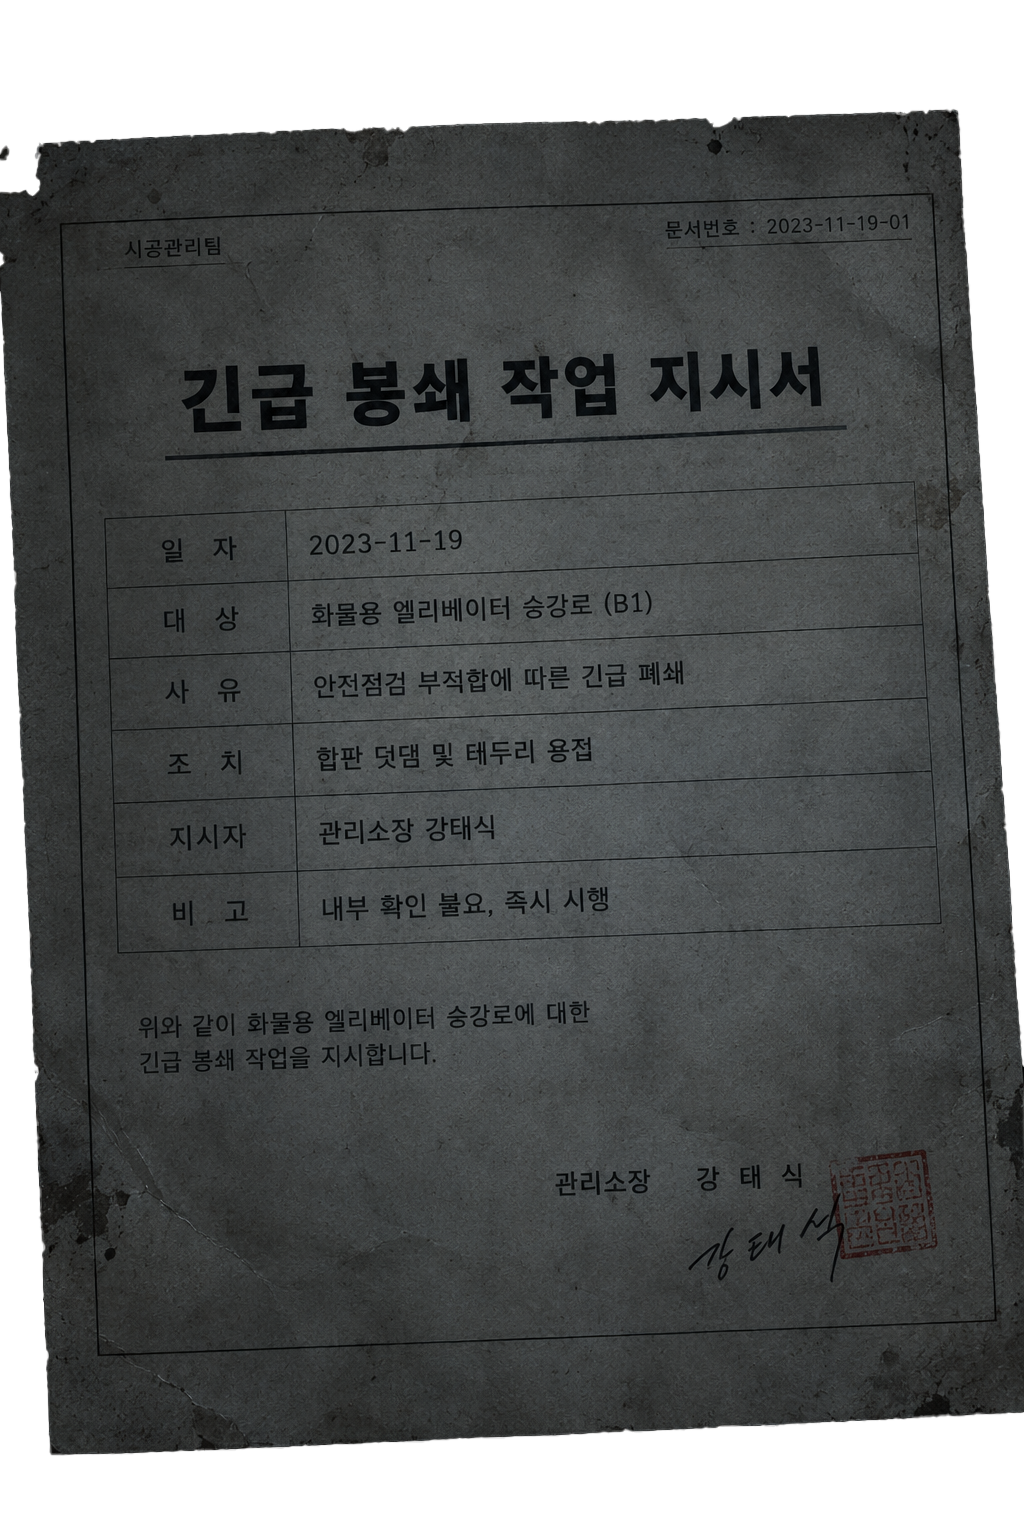 시공관리팀
문서번호 : 2023-11-19-01
긴급 봉쇄 작업 지시서
일 자 2023-11-19
대 상 화물용 엘리베이터 승강로 (B1)
사 유 안전점검 부적합에 따른 긴급 폐쇄
조 치 합판 덧댐 및 태두리 용접
지시자 관리소장 강태식
비 고 내부 확인 불요, 족시 시행
위와 같이 화물용 엘리베이터 승강로에 대한
긴급 봉쇄 작업을 지시합니다.
관리소장 강 태 식
강태식